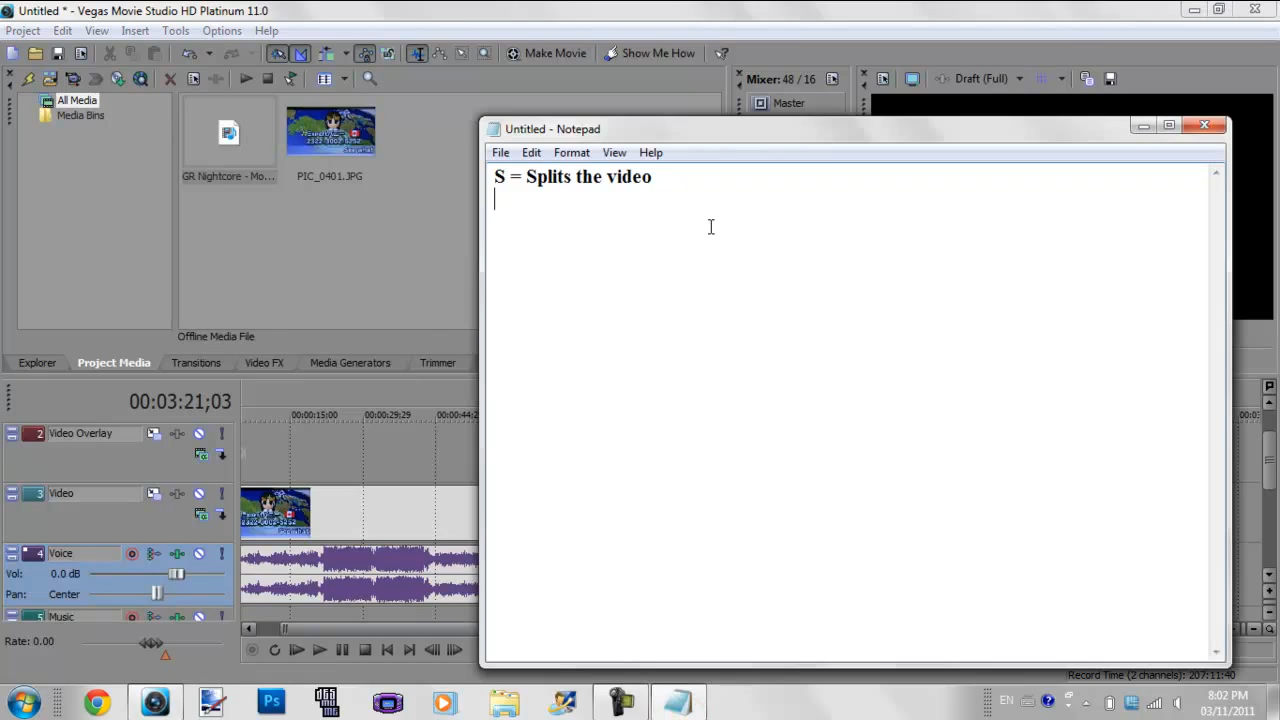 Untitled * - Vegas Movie Studio HD Platinum 11.0
Project Edit View Insert Tools Options Help
Make Movie
Show Me How
All Media
Media Bins
GR Nightcore - Mo...
PIC_0401.JPG
Offline Media File
Mixer: 48 / 16
Master
Draft (Full)
Untitled - Notepad
File Edit Format View Help
S = Splits the video
Explorer Project Media Transitions Video FX Media Generators Trimmer
00:03:21;03
00:00:15:00 00:00:29:29 00:00:44:2
2 Video Overlay
3 Video
4 Voice
Vol: 0.0 dB
Pan: Center
5 Music
Rate: 0.00
Record Time (2 channels): 207:11:40
EN
8:02 PM
03/11/2011